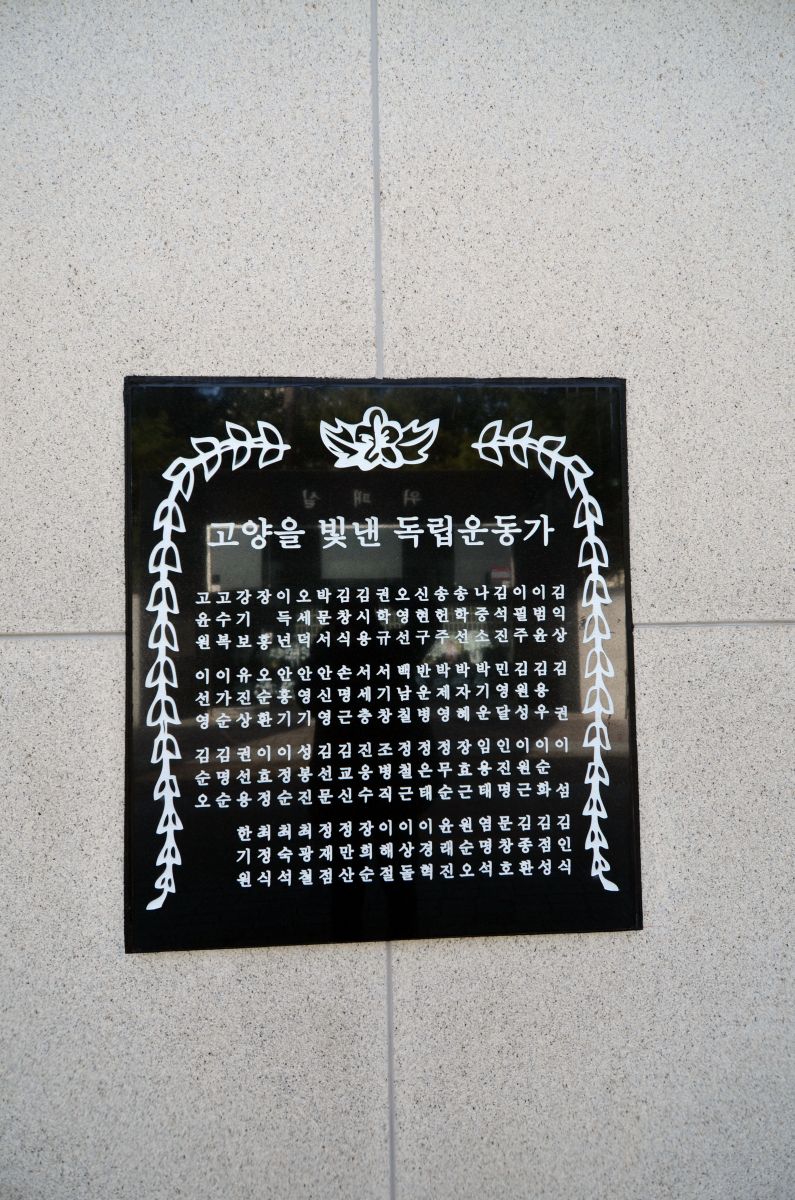 고양을 빛낸 독립운동가
김익상
이범윤
이필주
김석진
나중소
송학선
송헌주
신현구
오영선
권학규
김시용
김창식
박문서
오세덕
이득년
장홍
강기보
고수복
고윤원
김권
김용우
김원성
민영달
박기운
박자혜
박제영
반운병
백남칠
서기창
서세충
손명근
안신영
안영기
안흥기
오순환
유진상
이가순
이선영
이섬
이순화
이원근
인진명
임용태
장효근
정무순
정은태
정철근
조병직
진웅수
김교신
김선문
성봉진
이정순
이효정
권선용
김명순
김순오
김인식
김점성
김종환
문창호
염명석
원순오
윤래진
이경혁
이상돌
이해절
장희순
정만산
정재점
최광철
최숙석
최정식
한기원